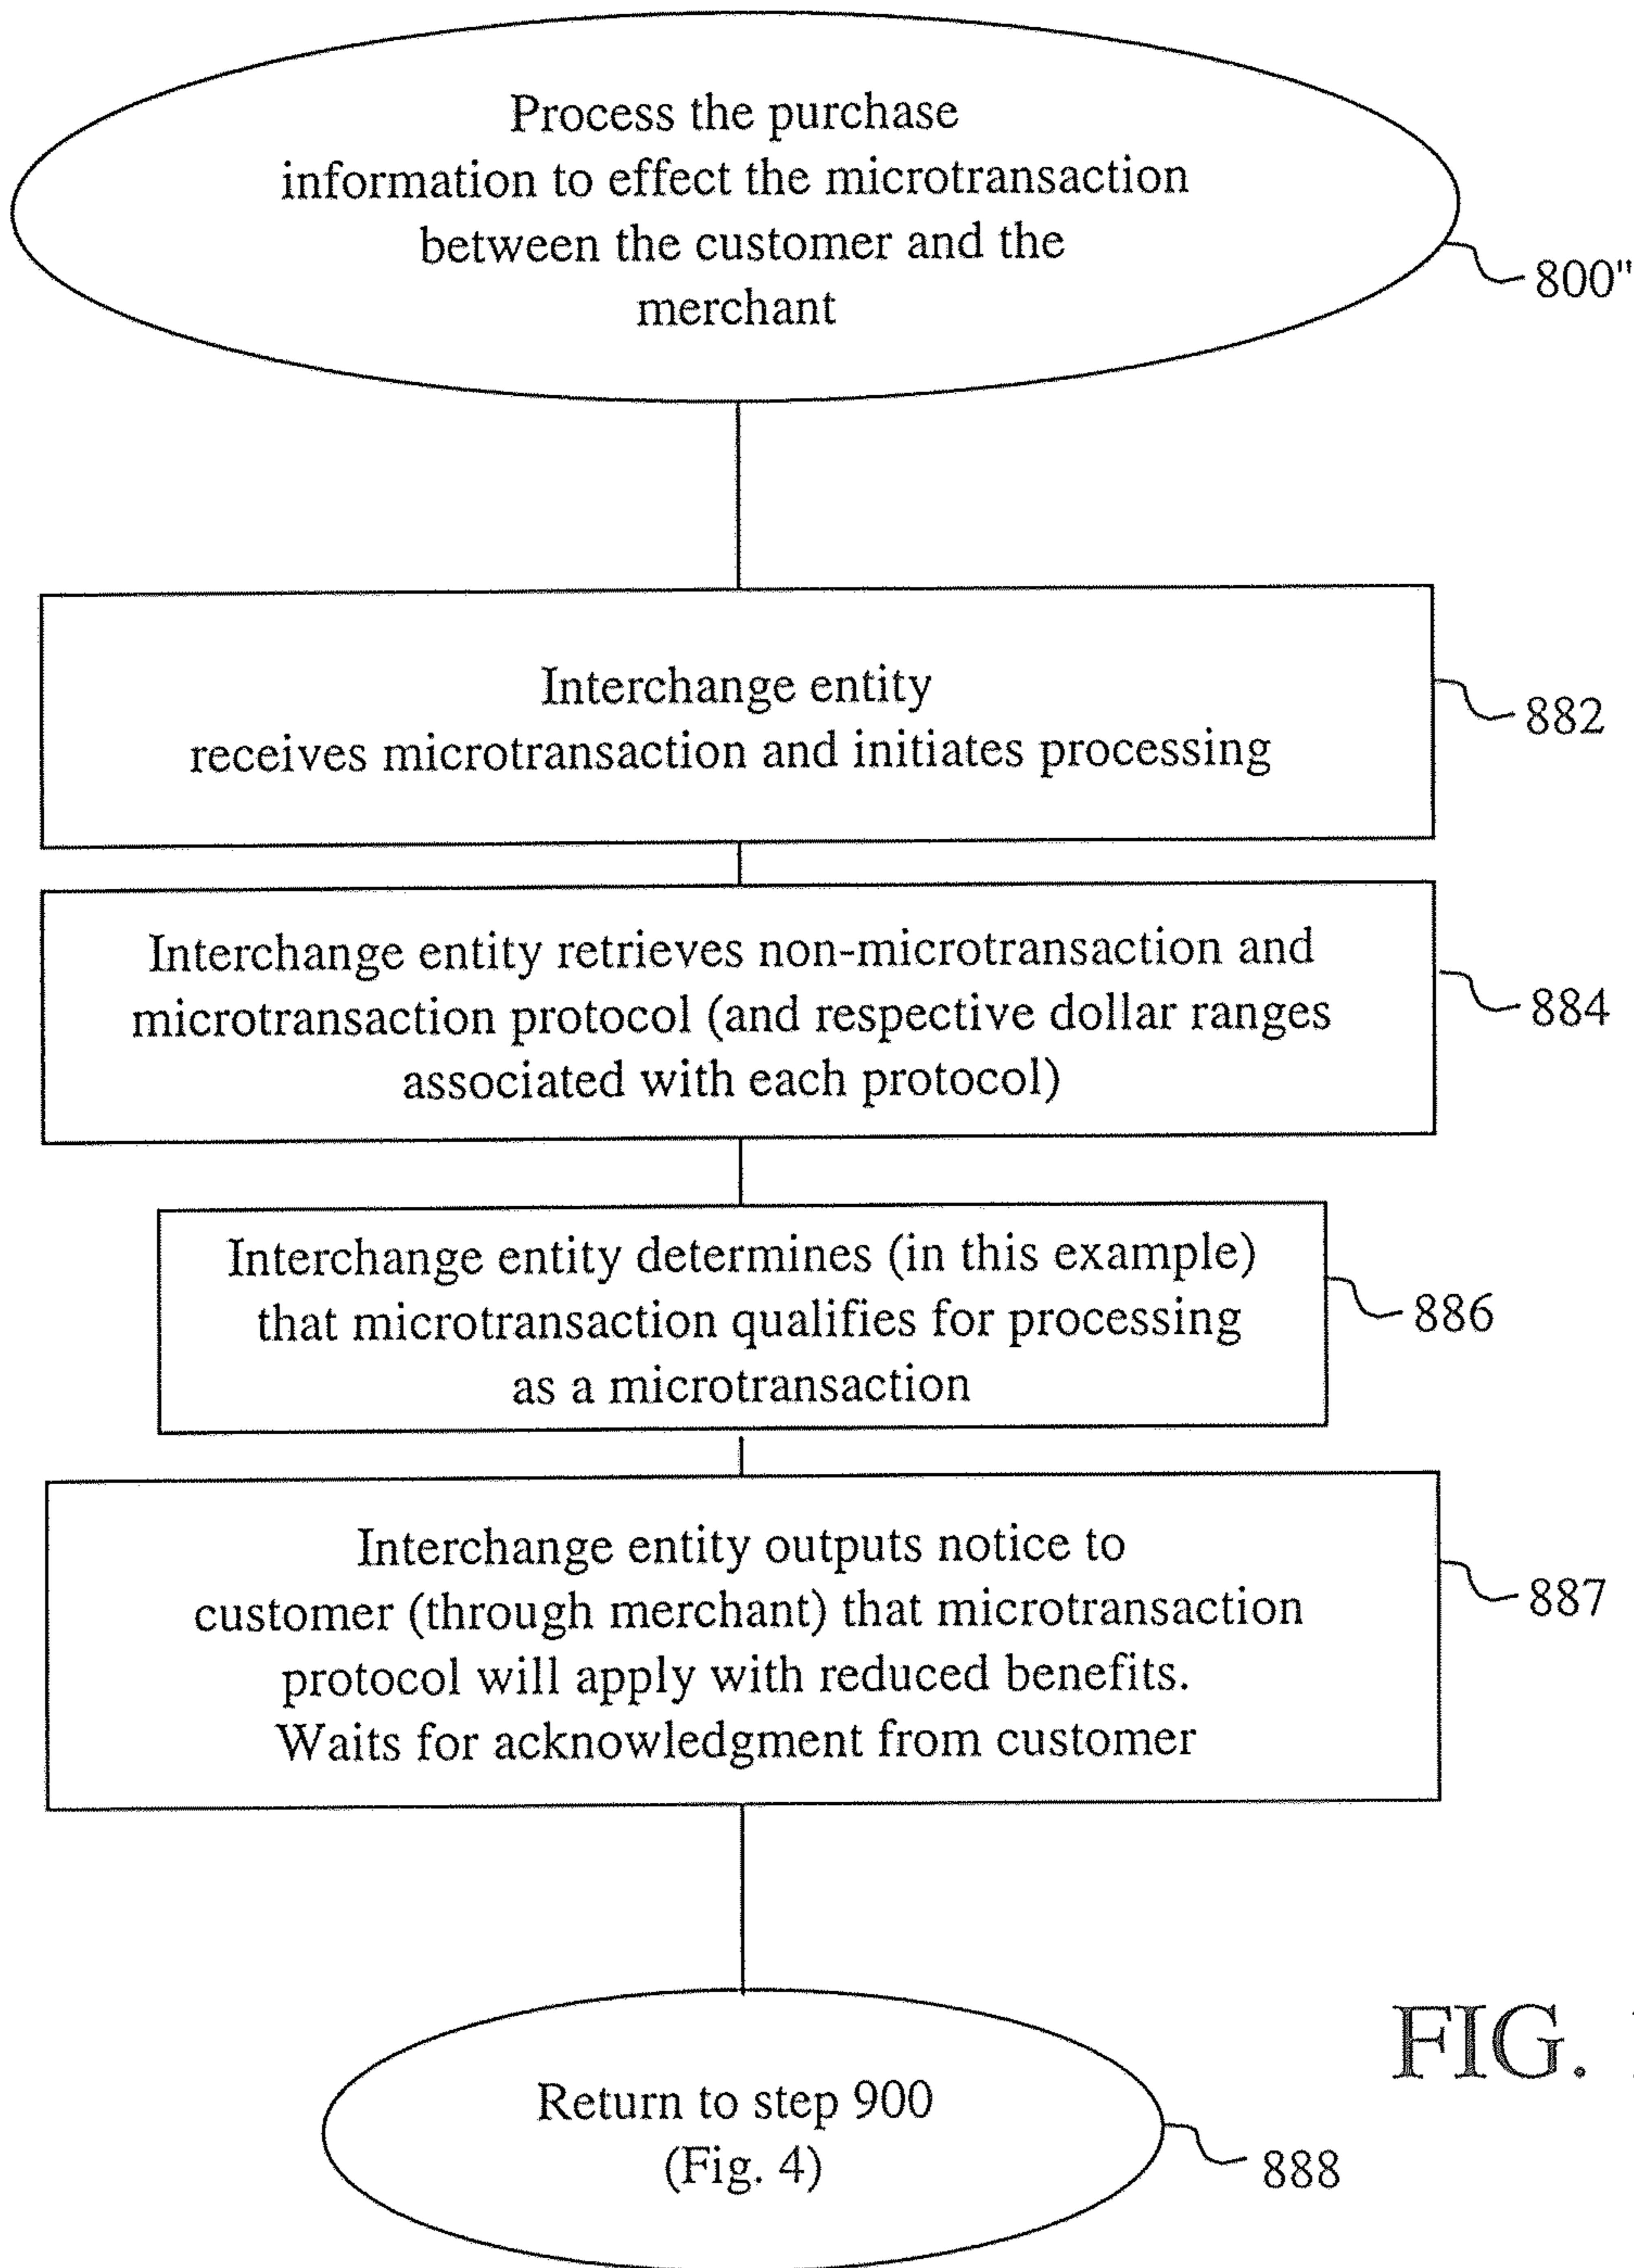 Process the purchase
information to effect the microtransaction
between the customer and the
merchant
800"
Interchange entity
receives microtransaction and initiates processing
882
Interchange entity retrieves non-microtransaction and
microtransaction protocol (and respective dollar ranges
associated with each protocol)
884
Interchange entity determines (in this example)
that microtransaction qualifies for processing
as a microtransaction
886
Interchange entity outputs notice to
customer (through merchant) that microtransaction
protocol will apply with reduced benefits.
Waits for acknowledgment from customer
887
FIG.
Return to step 900
(Fig. 4)
888